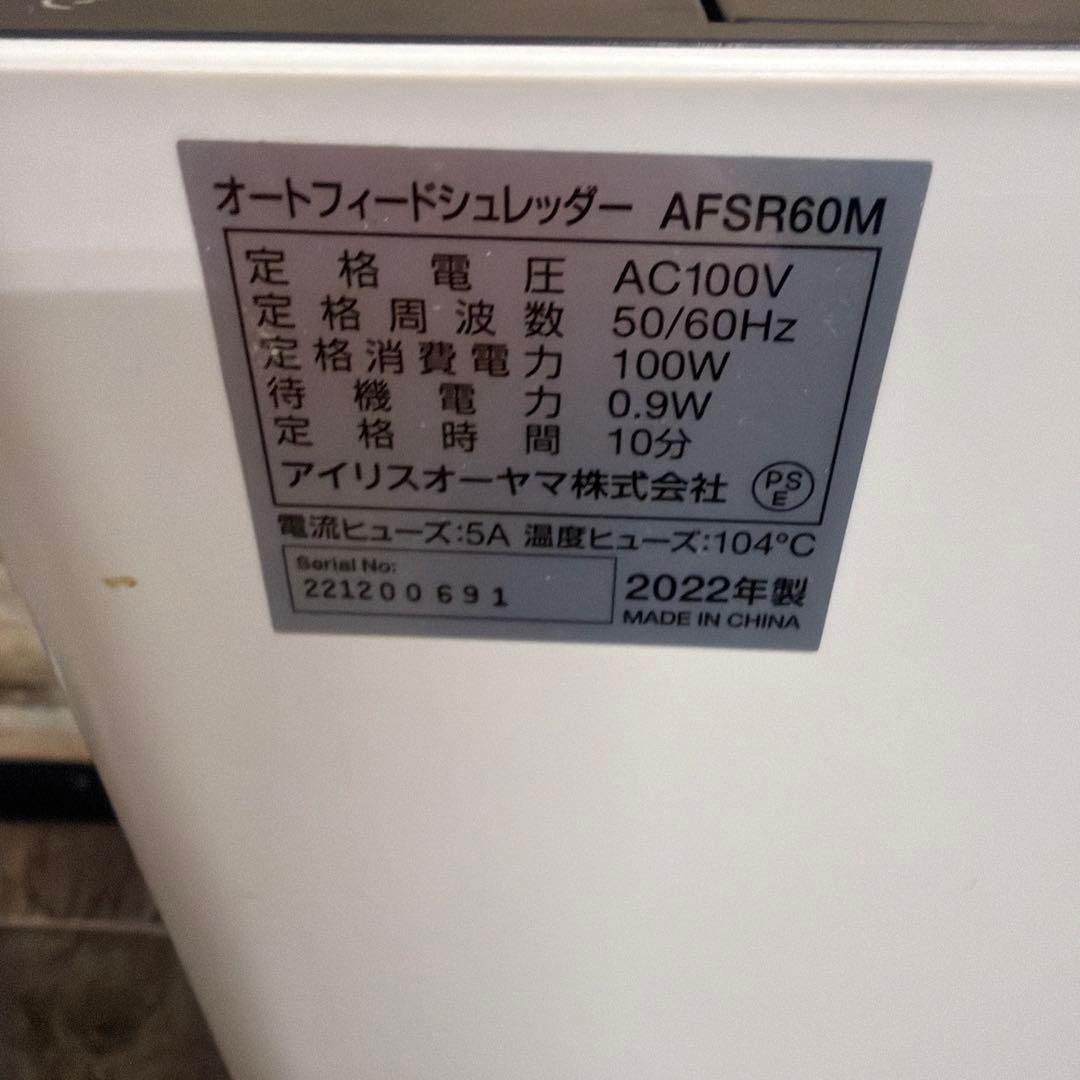 オートフィードシュレッダー AFSR60M
定格電圧 AC100V
定格周波数 50/60Hz
定格消費電力 100W
待機電力 0.9W
定格時間 10分
アイリスオーヤマ株式会社 PSE
電流ヒューズ:5A 温度ヒューズ:104°C
Serial No:
221200691
2022年製
MADE IN CHINA